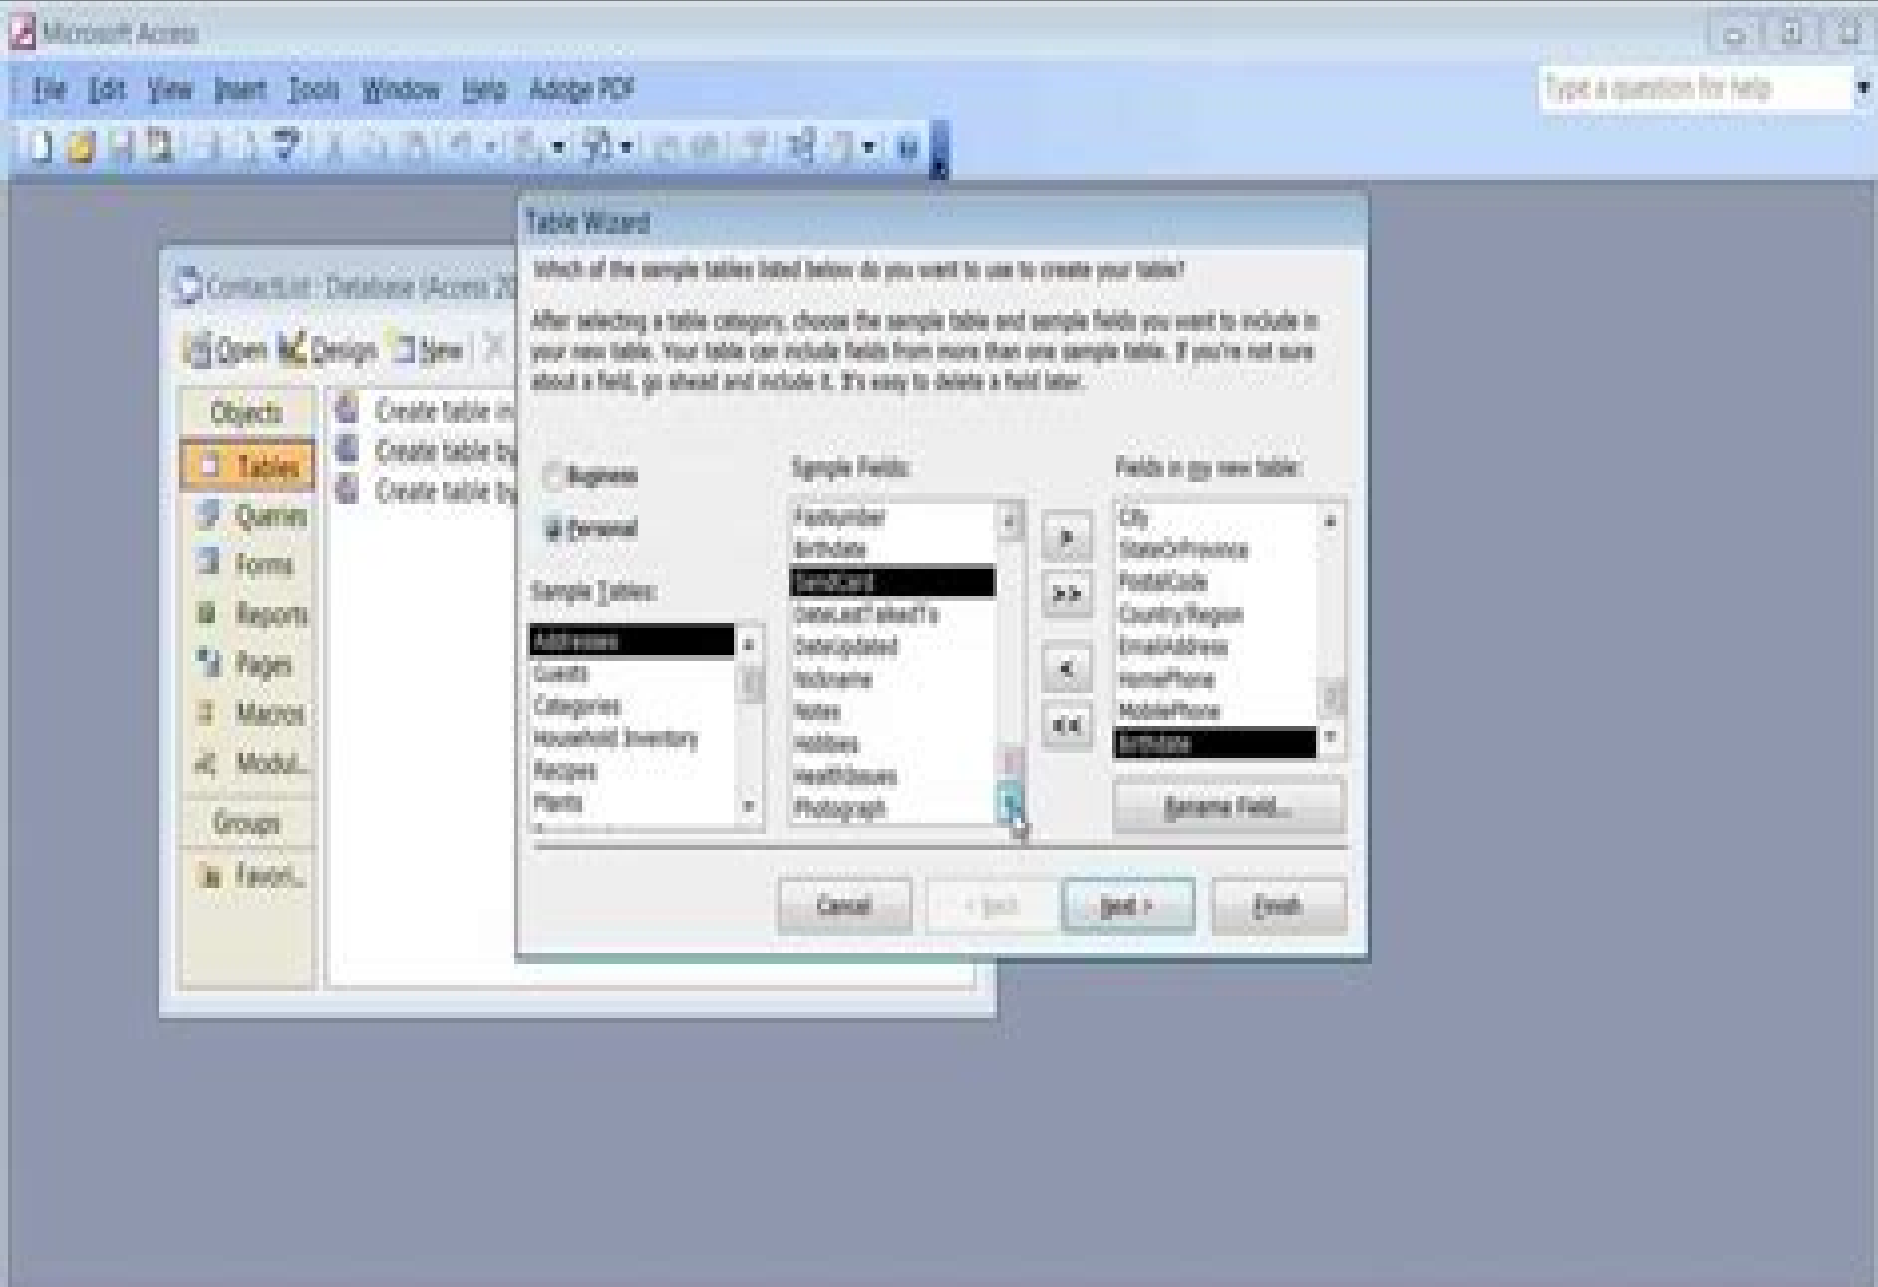 Microsoft Access
File Edit View Insert Tools Window Help Adobe PDF
Type a question for help
Table Wizard
Which of the sample tables listed below do you want to use to create your table?
After selecting a table category, choose the sample table and sample fields you want to include in
your new table. Your table can include fields from more than one sample table. If you're not sure
about a field, go ahead and include it. It's easy to delete a field later.
ContactList : Database (Access 20
Open Design New
Objects
Tables
Queries
Forms
Reports
Pages
Macros
Modul...
Groups
Favori...
Create table in
Create table by
Create table by
Business
Personal
Sample Tables:
Addresses
Guests
Categories
Household Inventory
Recipes
Plants
Sample Fields:
FaxNumber
Birthdate
SendCard
DateLastTalkedTo
DateUpdated
Nickname
Notes
Hobbies
HealthIssues
Photograph
>
>>
<
<<
Fields in my new table:
City
StateOrProvince
PostalCode
Country/Region
EmailAddress
HomePhone
MobilePhone
Birthdate
Rename Field...
Cancel
< Back
Next >
Finish